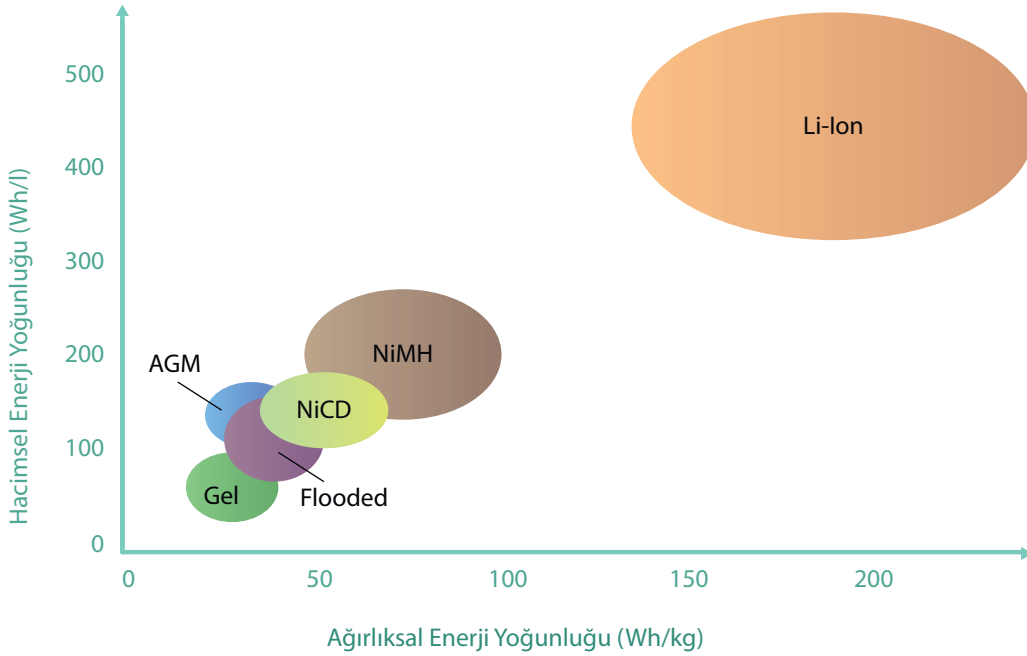 500
400
300
200
100
0
Hacimsel Enerji Yoğunluğu (Wh/l)
Li-Ion
NiMH
AGM
NiCD
Gel
Flooded
0 50 100 150 200
Ağırlıksal Enerji Yoğunluğu (Wh/kg)